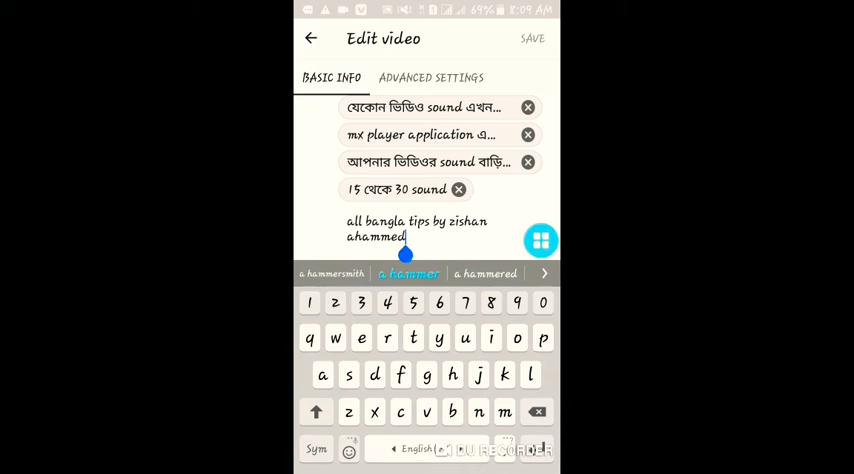 69% 8:09 AM
Edit video SAVE
BASIC INFO ADVANCED SETTINGS
যেকোন ভিডিও sound এখন...
mx player application এ...
আপনার ভিডিওর sound বাড়ি...
15 থেকে 30 sound
all bangla tips by zishan
ahammed
a hammersmith a hammer a hammered
1 2 3 4 5 6 7 8 9 0
q w e r t y u i o p
a s d f g h j k l
z x c v b n m
Sym English DU RECORDER